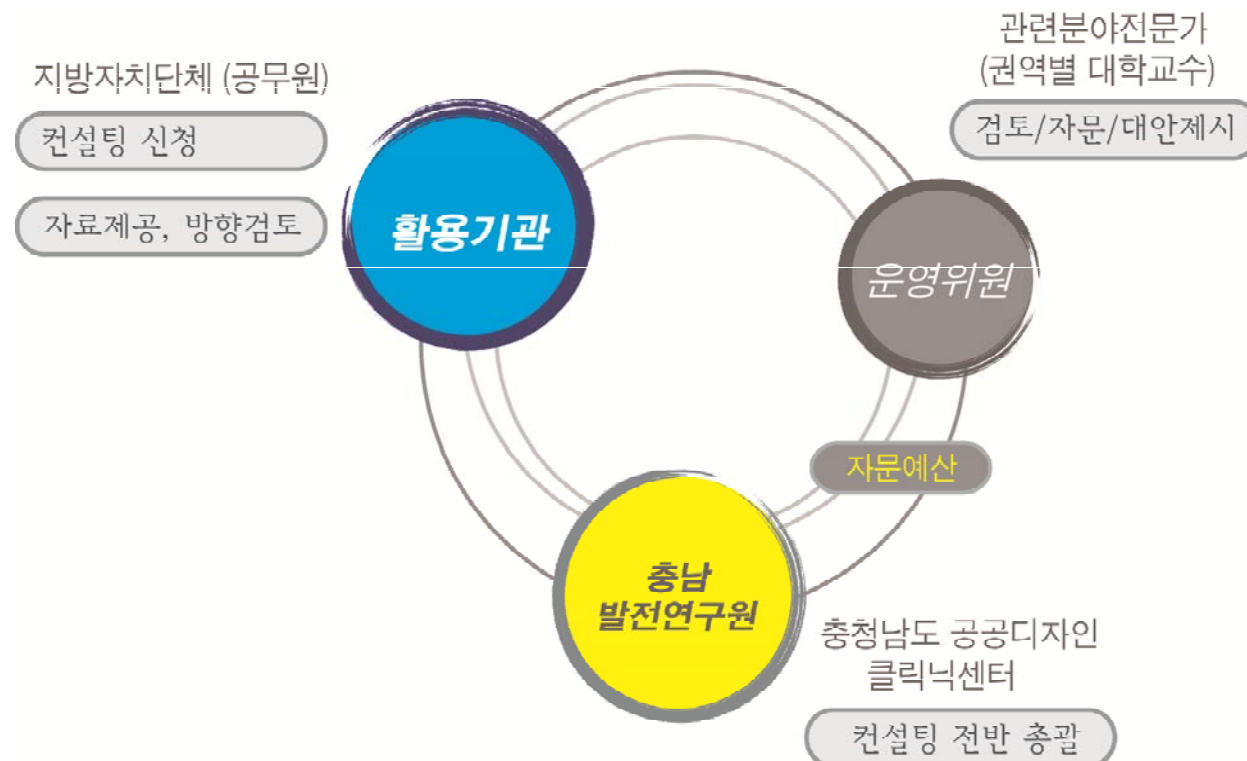 지방자치단체 (공무원)
컨설팅 신청
자료제공, 방향검토
활용기관
관련분야전문가
(권역별 대학교수)
검토/자문/대안제시
운영위원
자문예산
충남
발전연구원
충청남도 공공디자인
클릭닉센터
컨설팅 전반 총괄